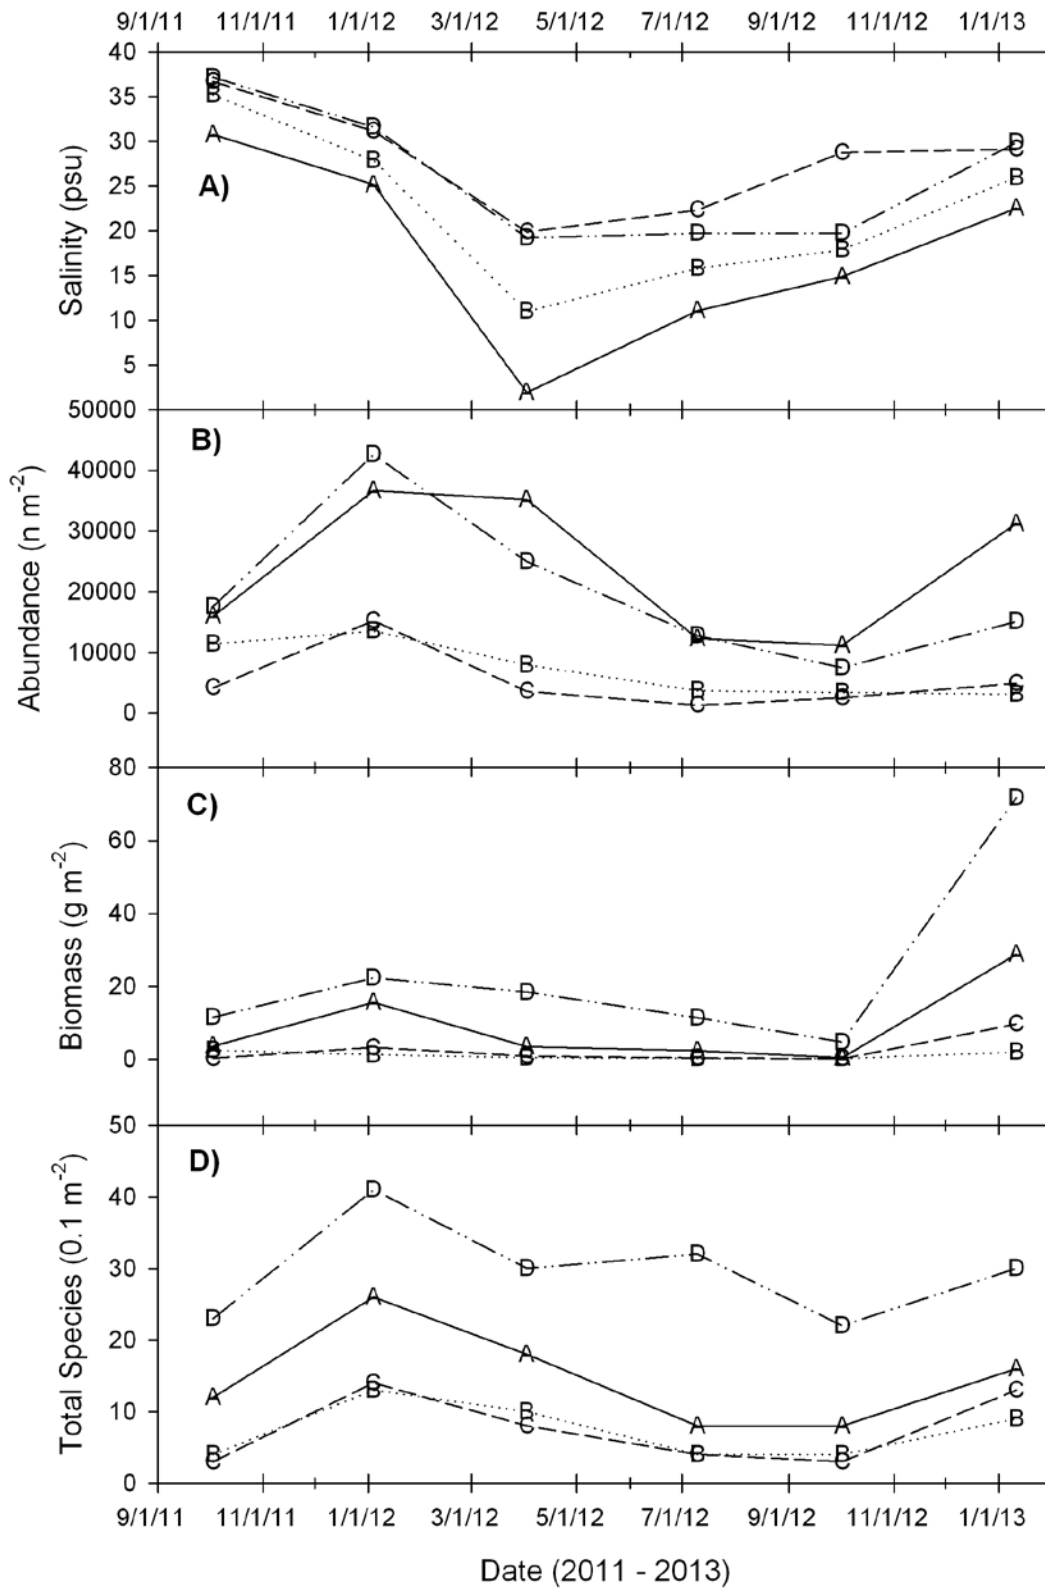 9/1/11 11/1/11 1/1/12 3/1/12 5/1/12 7/1/12 9/1/12 11/1/12 1/1/13
40
35
30
25
20
15
10
5
Salinity (psu)
A)
D C B A
D C B A
C D B A
C D B A
C D B A
D C B A
50000
40000
30000
20000
10000
0
Abundance (n m-2)
B)
D A B C
D A C B
A D B C
D A B C
A D B C
A D C B
80
60
40
20
0
Biomass (g m-2)
C)
D A B C
D A C B
D A C B
D A C B
D A C B
D A C B
50
40
30
20
10
0
Total Species (0.1 m-2)
D)
D A B C
D A C B
D A B C
D A B C
D A B C
D A C B
9/1/11 11/1/11 1/1/12 3/1/12 5/1/12 7/1/12 9/1/12 11/1/12 1/1/13
Date (2011 - 2013)